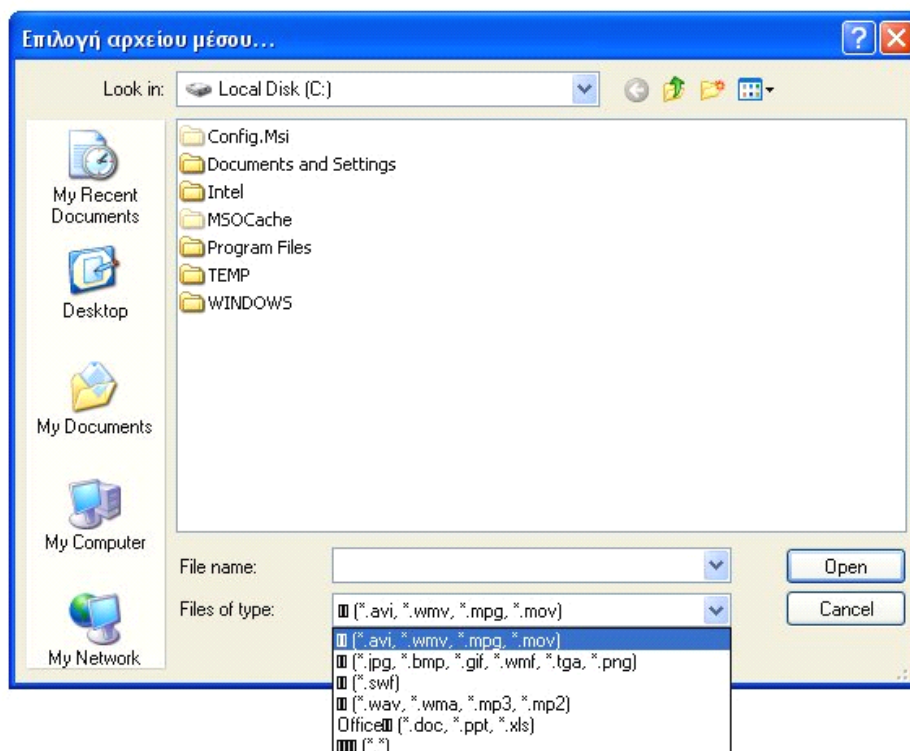 Επιλογή αρχείου μέσου...
Look in:
Local Disk (C:)
Config.Msi
Documents and Settings
Intel
MSOCache
Program Files
TEMP
WINDOWS
My Recent
Documents
Desktop
My Documents
My Computer
My Network
File name:
Open
Files of type:
(*.avi, *.wmv, *.mpg, *.mov)
Cancel
(*.avi, *.wmv, *.mpg, *.mov)
(*.jpg, *.bmp, *.gif, *.wmf, *.tga, *.png)
(*.swf)
(*.wav, *.wma, *.mp3, *.mp2)
Office (*.doc, *.ppt, *.xls)
(*.*)